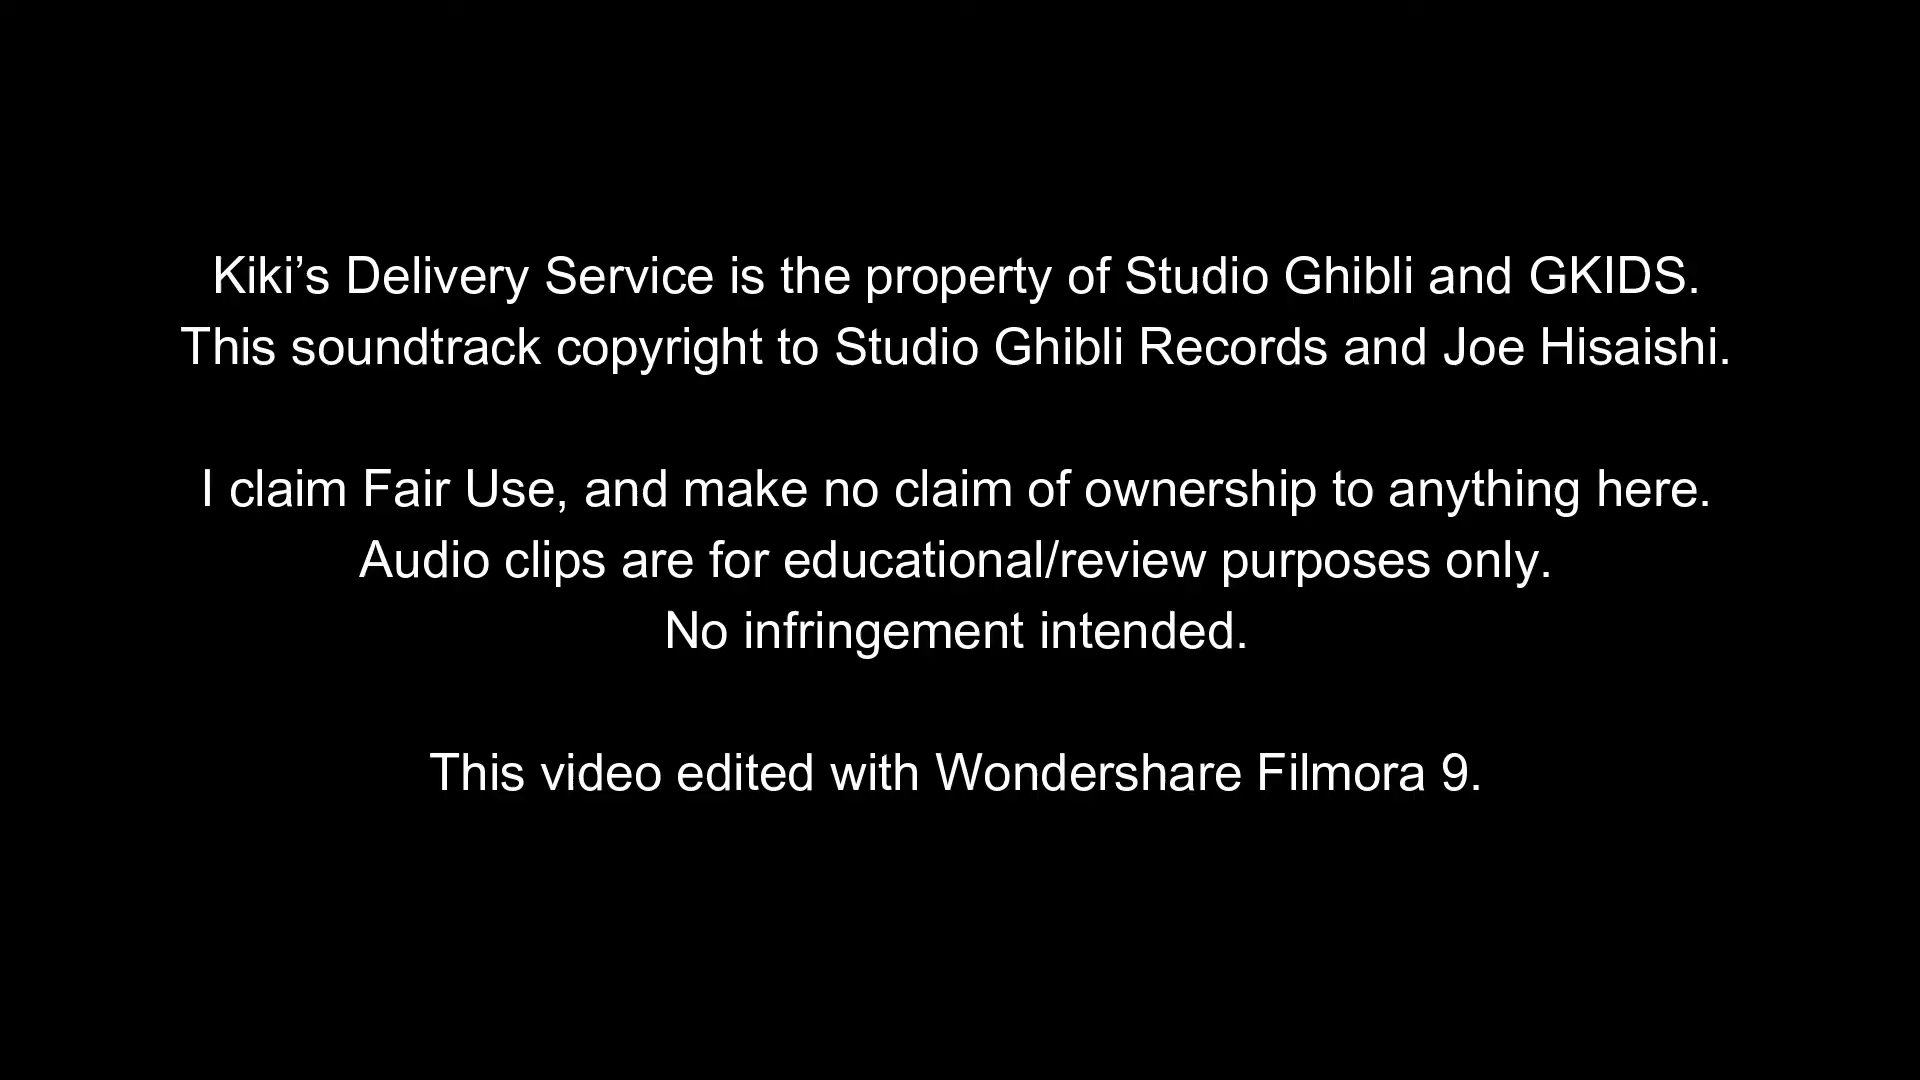 Kiki’s Delivery Service is the property of Studio Ghibli and GKIDS.
This soundtrack copyright to Studio Ghibli Records and Joe Hisaishi.
I claim Fair Use, and make no claim of ownership to anything here.
Audio clips are for educational/review purposes only.
No infringement intended.
This video edited with Wondershare Filmora 9.